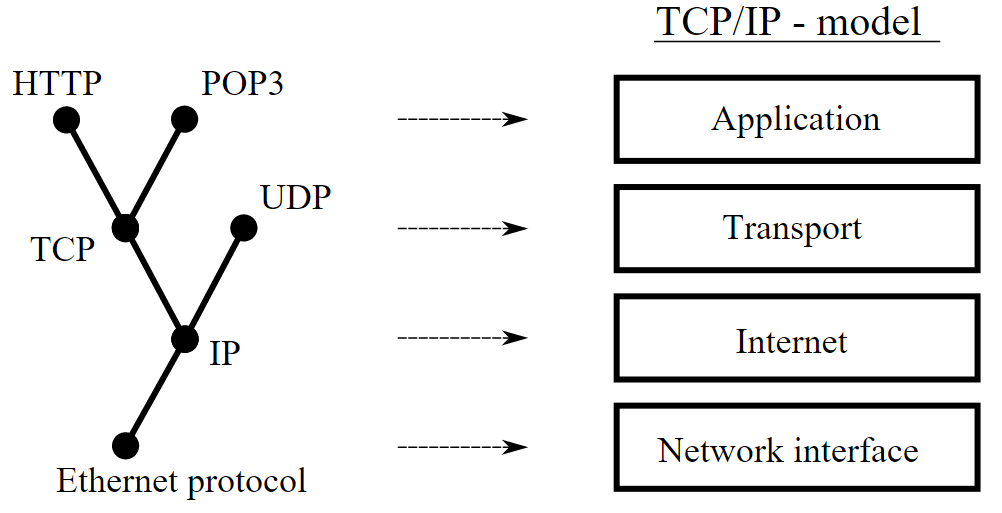 TCP/IP - model
HTTP
POP3
Application
UDP
TCP
Transport
IP
Internet
Ethernet protocol
Network interface